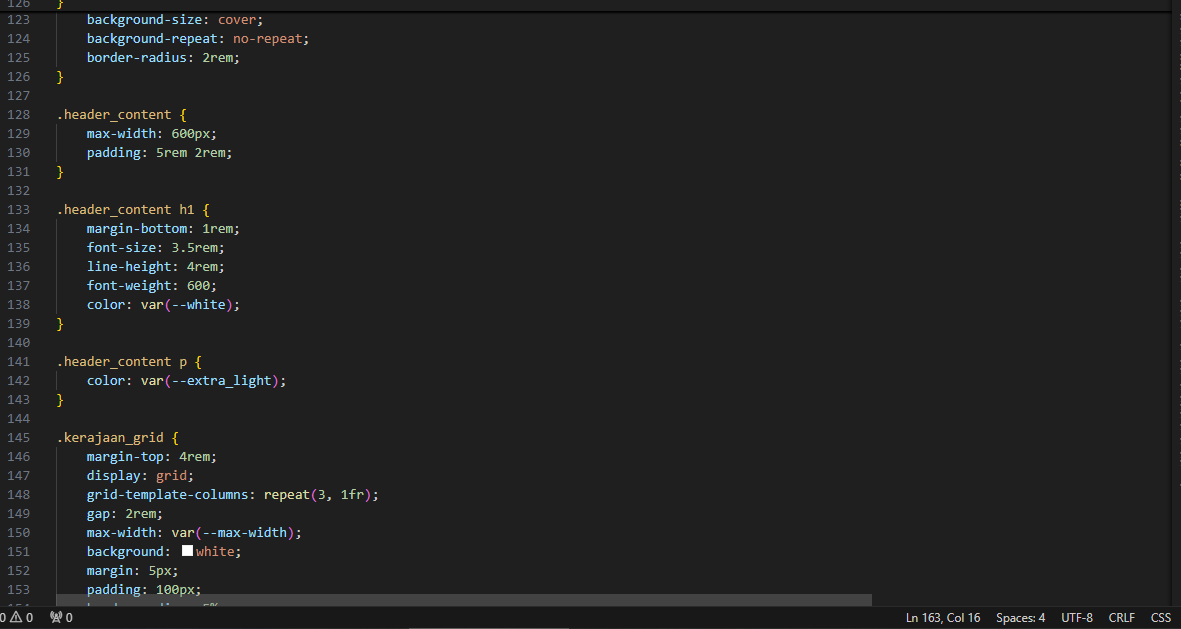 126 }
123 background-size: cover;
124 background-repeat: no-repeat;
125 border-radius: 2rem;
126 }
127
128 .header_content {
129 max-width: 600px;
130 padding: 5rem 2rem;
131 }
132
133 .header_content h1 {
134 margin-bottom: 1rem;
135 font-size: 3.5rem;
136 line-height: 4rem;
137 font-weight: 600;
138 color: var(--white);
139 }
140
141 .header_content p {
142 color: var(--extra_light);
143 }
144
145 .kerajaan_grid {
146 margin-top: 4rem;
147 display: grid;
148 grid-template-columns: repeat(3, 1fr);
149 gap: 2rem;
150 max-width: var(--max-width);
151 background: white;
152 margin: 5px;
153 padding: 100px;
0 0 0 Ln 163, Col 16 Spaces: 4 UTF-8 CRLF CSS